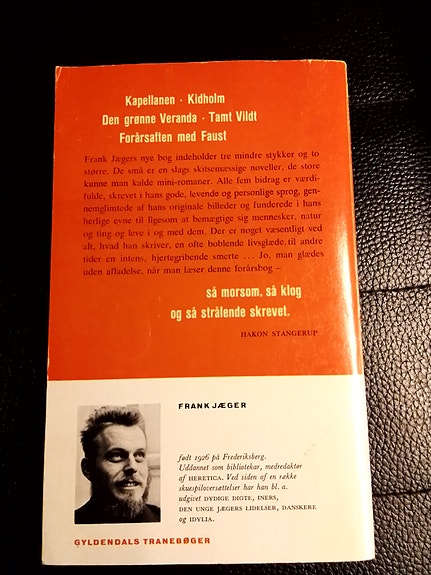 Kapellanen · Kidholm
Den grønne Veranda · Tamt Vildt
Forårsaften med Faust
Frank Jægers nye bog indeholder tre mindre stykker og to
større. De små er en slags skitsemæssige noveller, de store
kunne man kalde mini-romaner. Alle fem bidrag er værdi-
fulde, skrevet i hans gode, levende og personlige sprog, gen-
nemglimtede af hans originale billeder og funderede i hans
herlige evne til ligesom at bemægtige sig mennesker, natur
og ting og leve i og med dem. Der er noget væsentligt ved
alt, hvad han skriver, en ofte boblende livsglæde, til andre
tider en intens, hjertegribende smerte ... Jo, man glædes
uden afladelse, når man læser denne forårsbog –
så morsom, så klog
og så strålende skrevet.
HAKON STANGERUP
FRANK JÆGER
født 1926 på Frederiksberg.
Uddannet som bibliotekar, medredaktør
af HERETICA. Ved siden af en række
skuespiloversættelser har han bl. a.
udgivet DYDIGE DIGTE, INERS,
DEN UNGE JÆGERS LIDELSER, DANSKERE
og IDYLIA.
GYLDENDALS TRANEBØGER